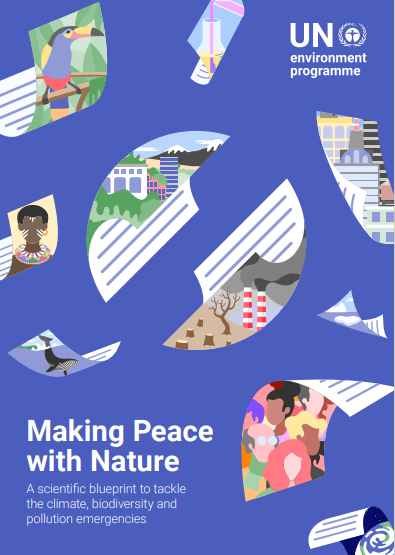 UN
environment
programme
Making Peace
with Nature
A scientific blueprint to tackle
the climate, biodiversity and
pollution emergencies